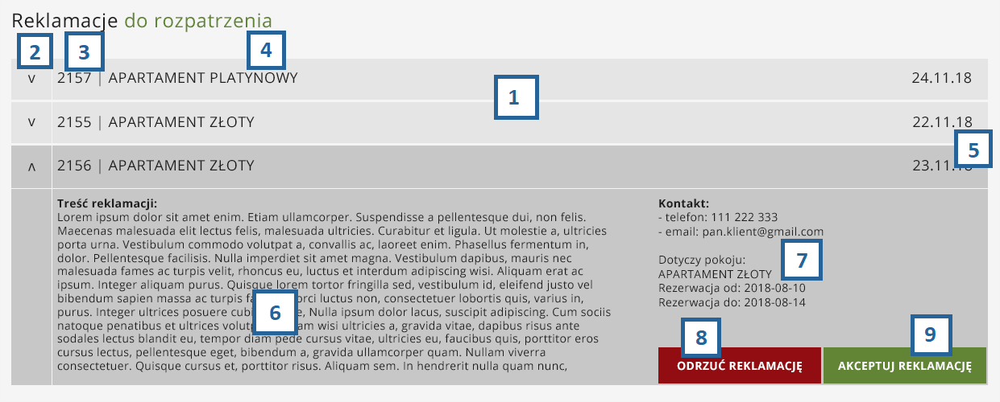 Reklamacje do rozpatrzenia
2
3
4
v 2157 | APARTAMENT PLATYNOWY 24.11.18
1
v 2155 | APARTAMENT ZŁOTY 22.11.18
5
ʌ 2156 | APARTAMENT ZŁOTY
Treść reklamacji:
Lorem ipsum dolor sit amet enim. Etiam ullamcorper. Suspendisse a pellentesque dui, non felis.
Maecenas malesuada elit lectus felis, malesuada ultricies. Curabitur et ligula. Ut molestie a, ultricies
porta urna. Vestibulum commodo volutpat a, convallis ac, laoreet enim. Phasellus fermentum in,
dolor. Pellentesque facilisis. Nulla imperdiet sit amet magna. Vestibulum dapibus, mauris nec
malesuada fames ac turpis velit, rhoncus eu, luctus et interdum adipiscing wisi. Aliquam erat ac
ipsum. Integer aliquam purus. Quisque lorem tortor fringilla sed, vestibulum id, eleifend justo vel
bibendum sapien massa ac turpis orci luctus non, consectetuer lobortis quis, varius in,
purus. Integer ultrices posuere Nulla ipsum dolor lacus, suscipit adipiscing. Cum sociis
natoque penatibus et ultrices wisi ultricies a, gravida vitae, dapibus risus ante
sodales lectus blandit eu, tempor diam pede cursus vitae, ultricies eu, faucibus quis, porttitor eros
cursus lectus, pellentesque eget, bibendum a, gravida ullamcorper quam. Nullam viverra
consectetuer. Quisque cursus et, porttitor risus. Aliquam sem. In hendrerit nulla quam nunc,
6
Kontakt:
- telefon: 111 222 333
- email: pan.klient@gmail.com
7
Dotyczy pokoju:
APARTAMENT ZŁOTY
Rezerwacja od: 2018-08-10
Rezerwacja do: 2018-08-14
8
9
ODRZUĆ REKLAMACJĘ
AKCEPTUJ REKLAMACJĘ